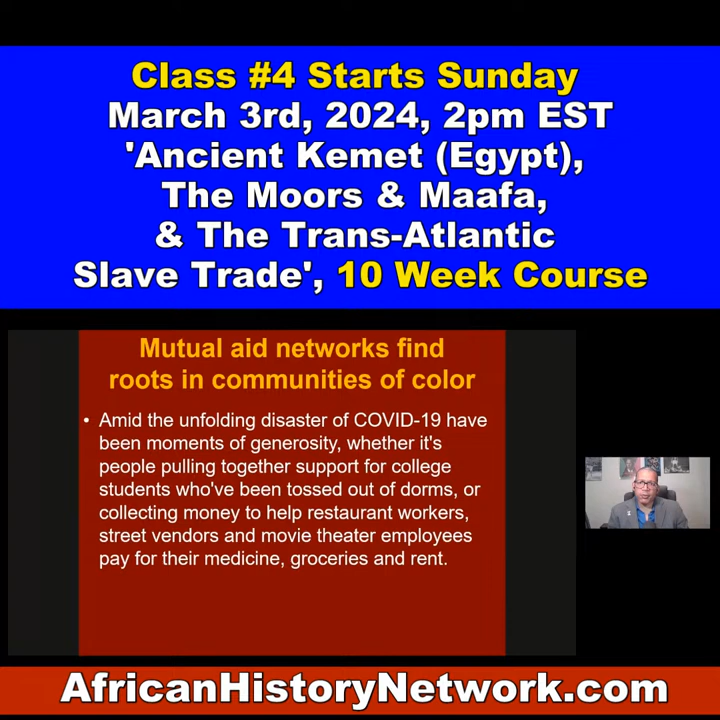 Class #4 Starts Sunday
March 3rd, 2024, 2pm EST
'Ancient Kemet (Egypt),
The Moors & Maafa,
& The Trans-Atlantic
Slave Trade', 10 Week Course
Mutual aid networks find
roots in communities of color
• Amid the unfolding disaster of COVID-19 have
been moments of generosity, whether it's
people pulling together support for college
students who've been tossed out of dorms, or
collecting money to help restaurant workers,
street vendors and movie theater employees
pay for their medicine, groceries and rent.
AfricanHistoryNetwork.com